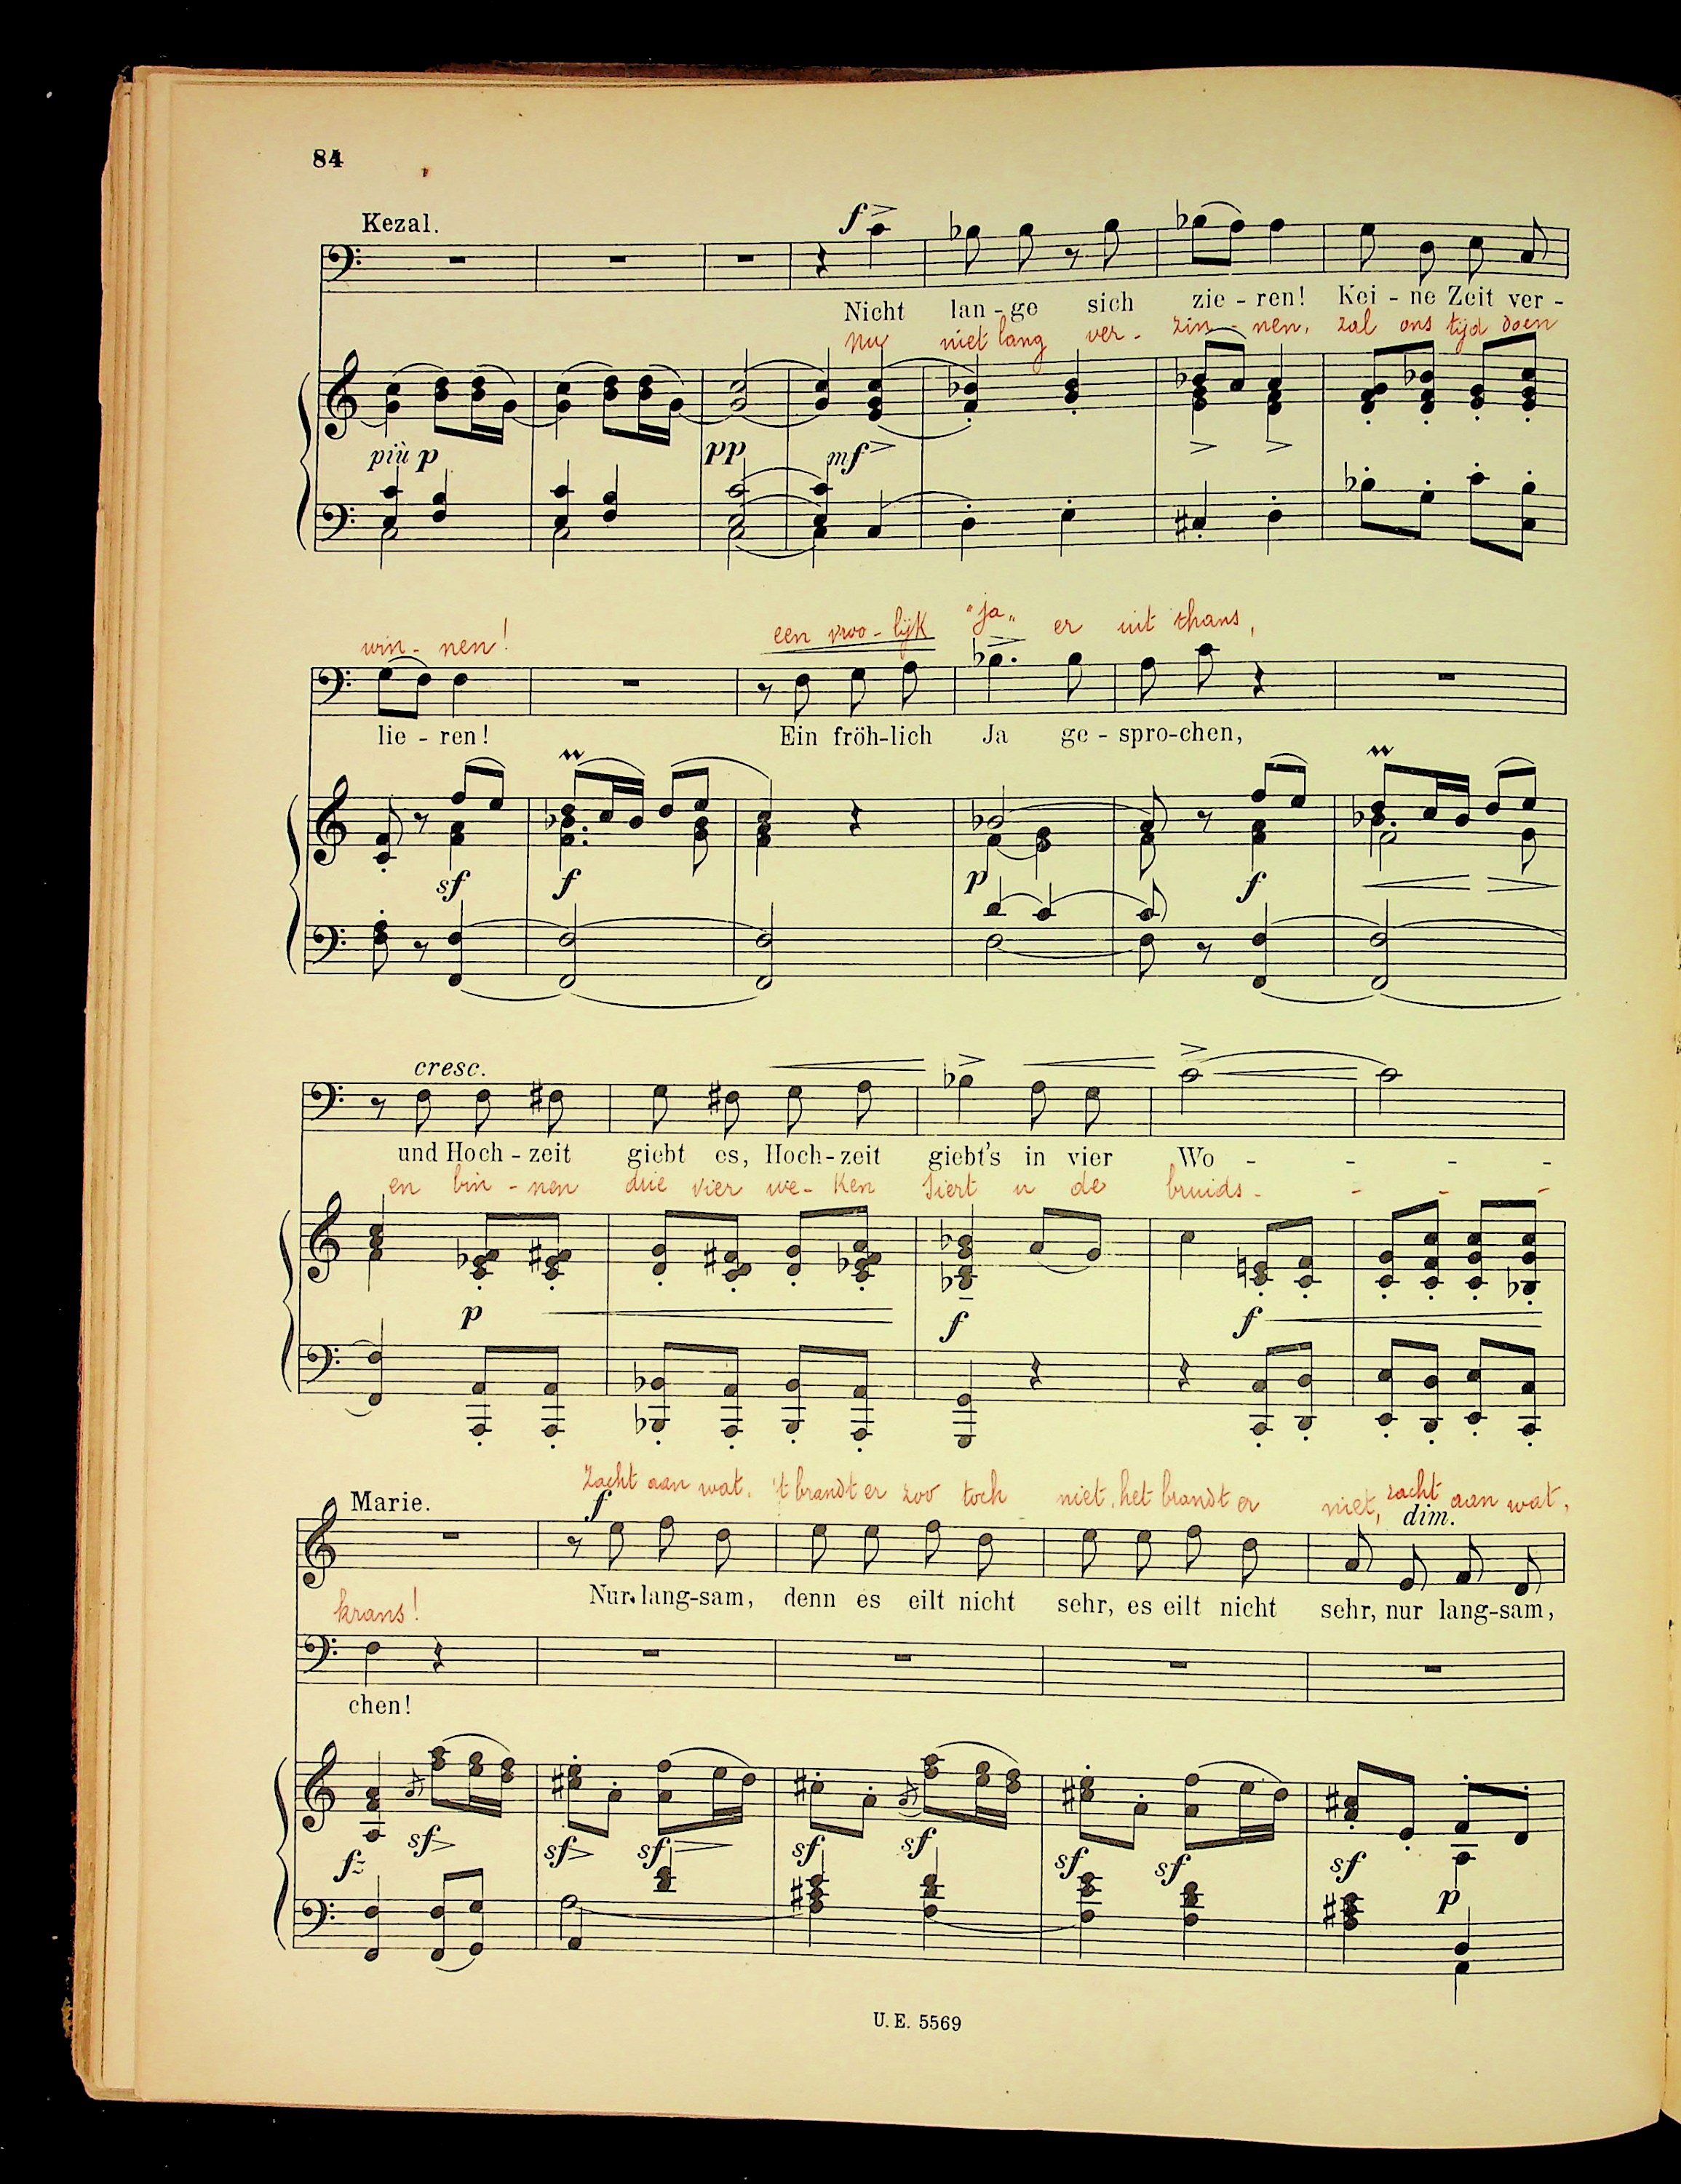 84
Kezal.
f
Nicht lan - ge sich zie - ren! Kei - ne Zeit ver -
nu niet lang ver - zin - nen, zal ons tijd doen
più p
pp
mf
win - nen! een vroo - lijk "ja" er uit thans,
lie - ren! Ein fröh-lich Ja ge - spro-chen,
sf f p f
cresc.
und Hoch - zeit giebt es, Hoch - zeit giebt's in vier Wo - - - -
en bin - nen drie vier we - ken siert u de bruids - - - -
p f f
zacht aan wat, 't brandt er zoo toch niet, het brandt er niet, zacht aan wat,
Marie.
f
dim.
Nur lang-sam, denn es eilt nicht sehr, es eilt nicht sehr, nur lang-sam,
krans!
chen!
f sf sf sf sf sf sf sf sf p
U. E. 5569